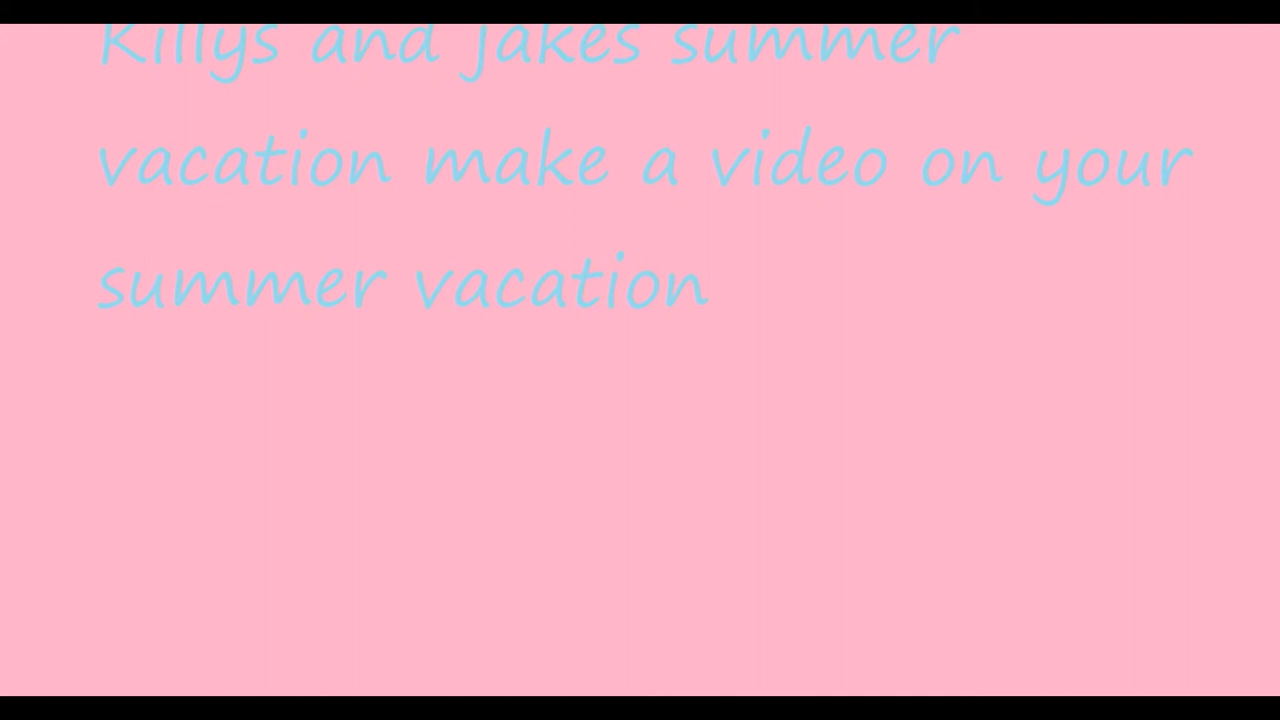 Killys and Jakes summer
vacation make a video on your
summer vacation